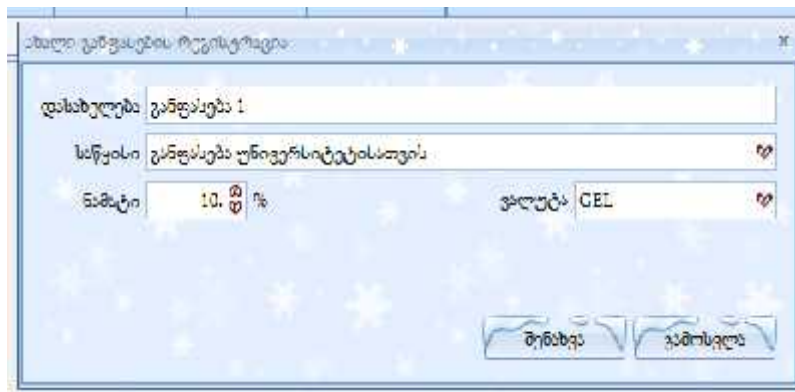 ახალი განფასების რეგისტრაცია x
დასახელება განფასება 1
საწყისი განფასება უნივერსიტეტისათვის
ნამატი 10. % ვალუტა GEL
შენახვა გამოსვლა